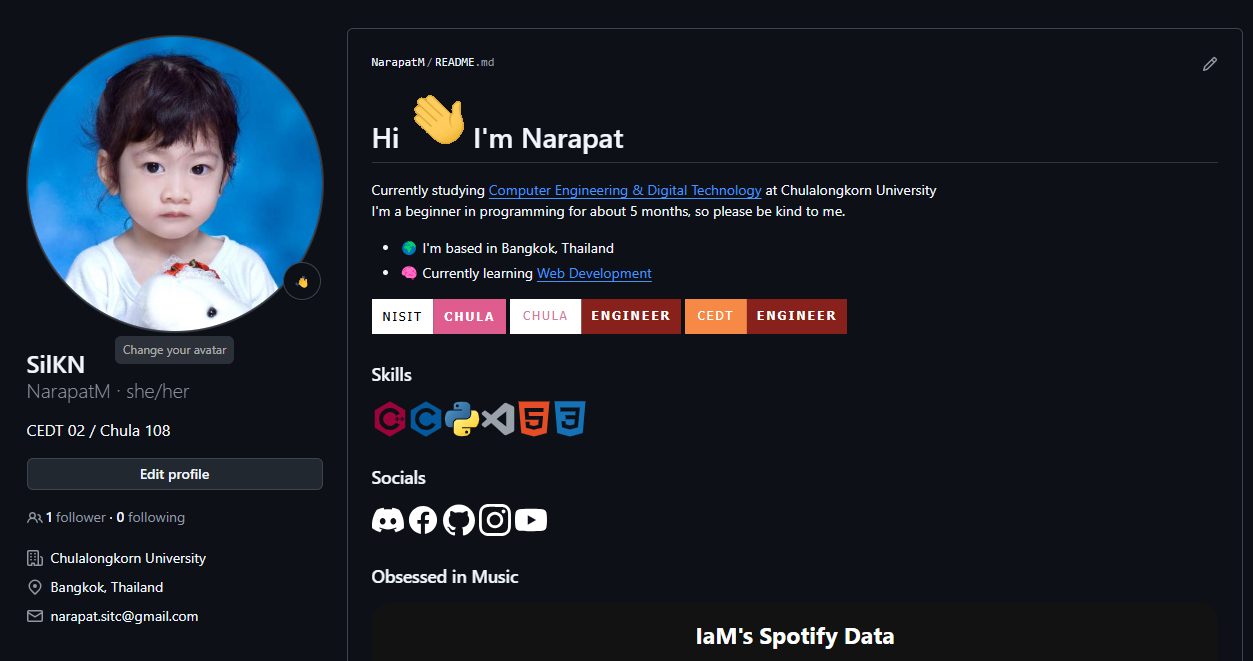 NarapatM/README.md
Hi 👋 I'm Narapat
Currently studying Computer Engineering & Digital Technology at Chulalongkorn University
I'm a beginner in programming for about 5 months, so please be kind to me.
🌍 I'm based in Bangkok, Thailand
🧠 Currently learning Web Development
NISIT CHULA CHULA ENGINEER CEDT ENGINEER
Skills
Socials
Obsessed in Music
IaM's Spotify Data
Change your avatar
SilKN
NarapatM · she/her
CEDT 02 / Chula 108
Edit profile
1 follower · 0 following
Chulalongkorn University
Bangkok, Thailand
narapat.sitc@gmail.com